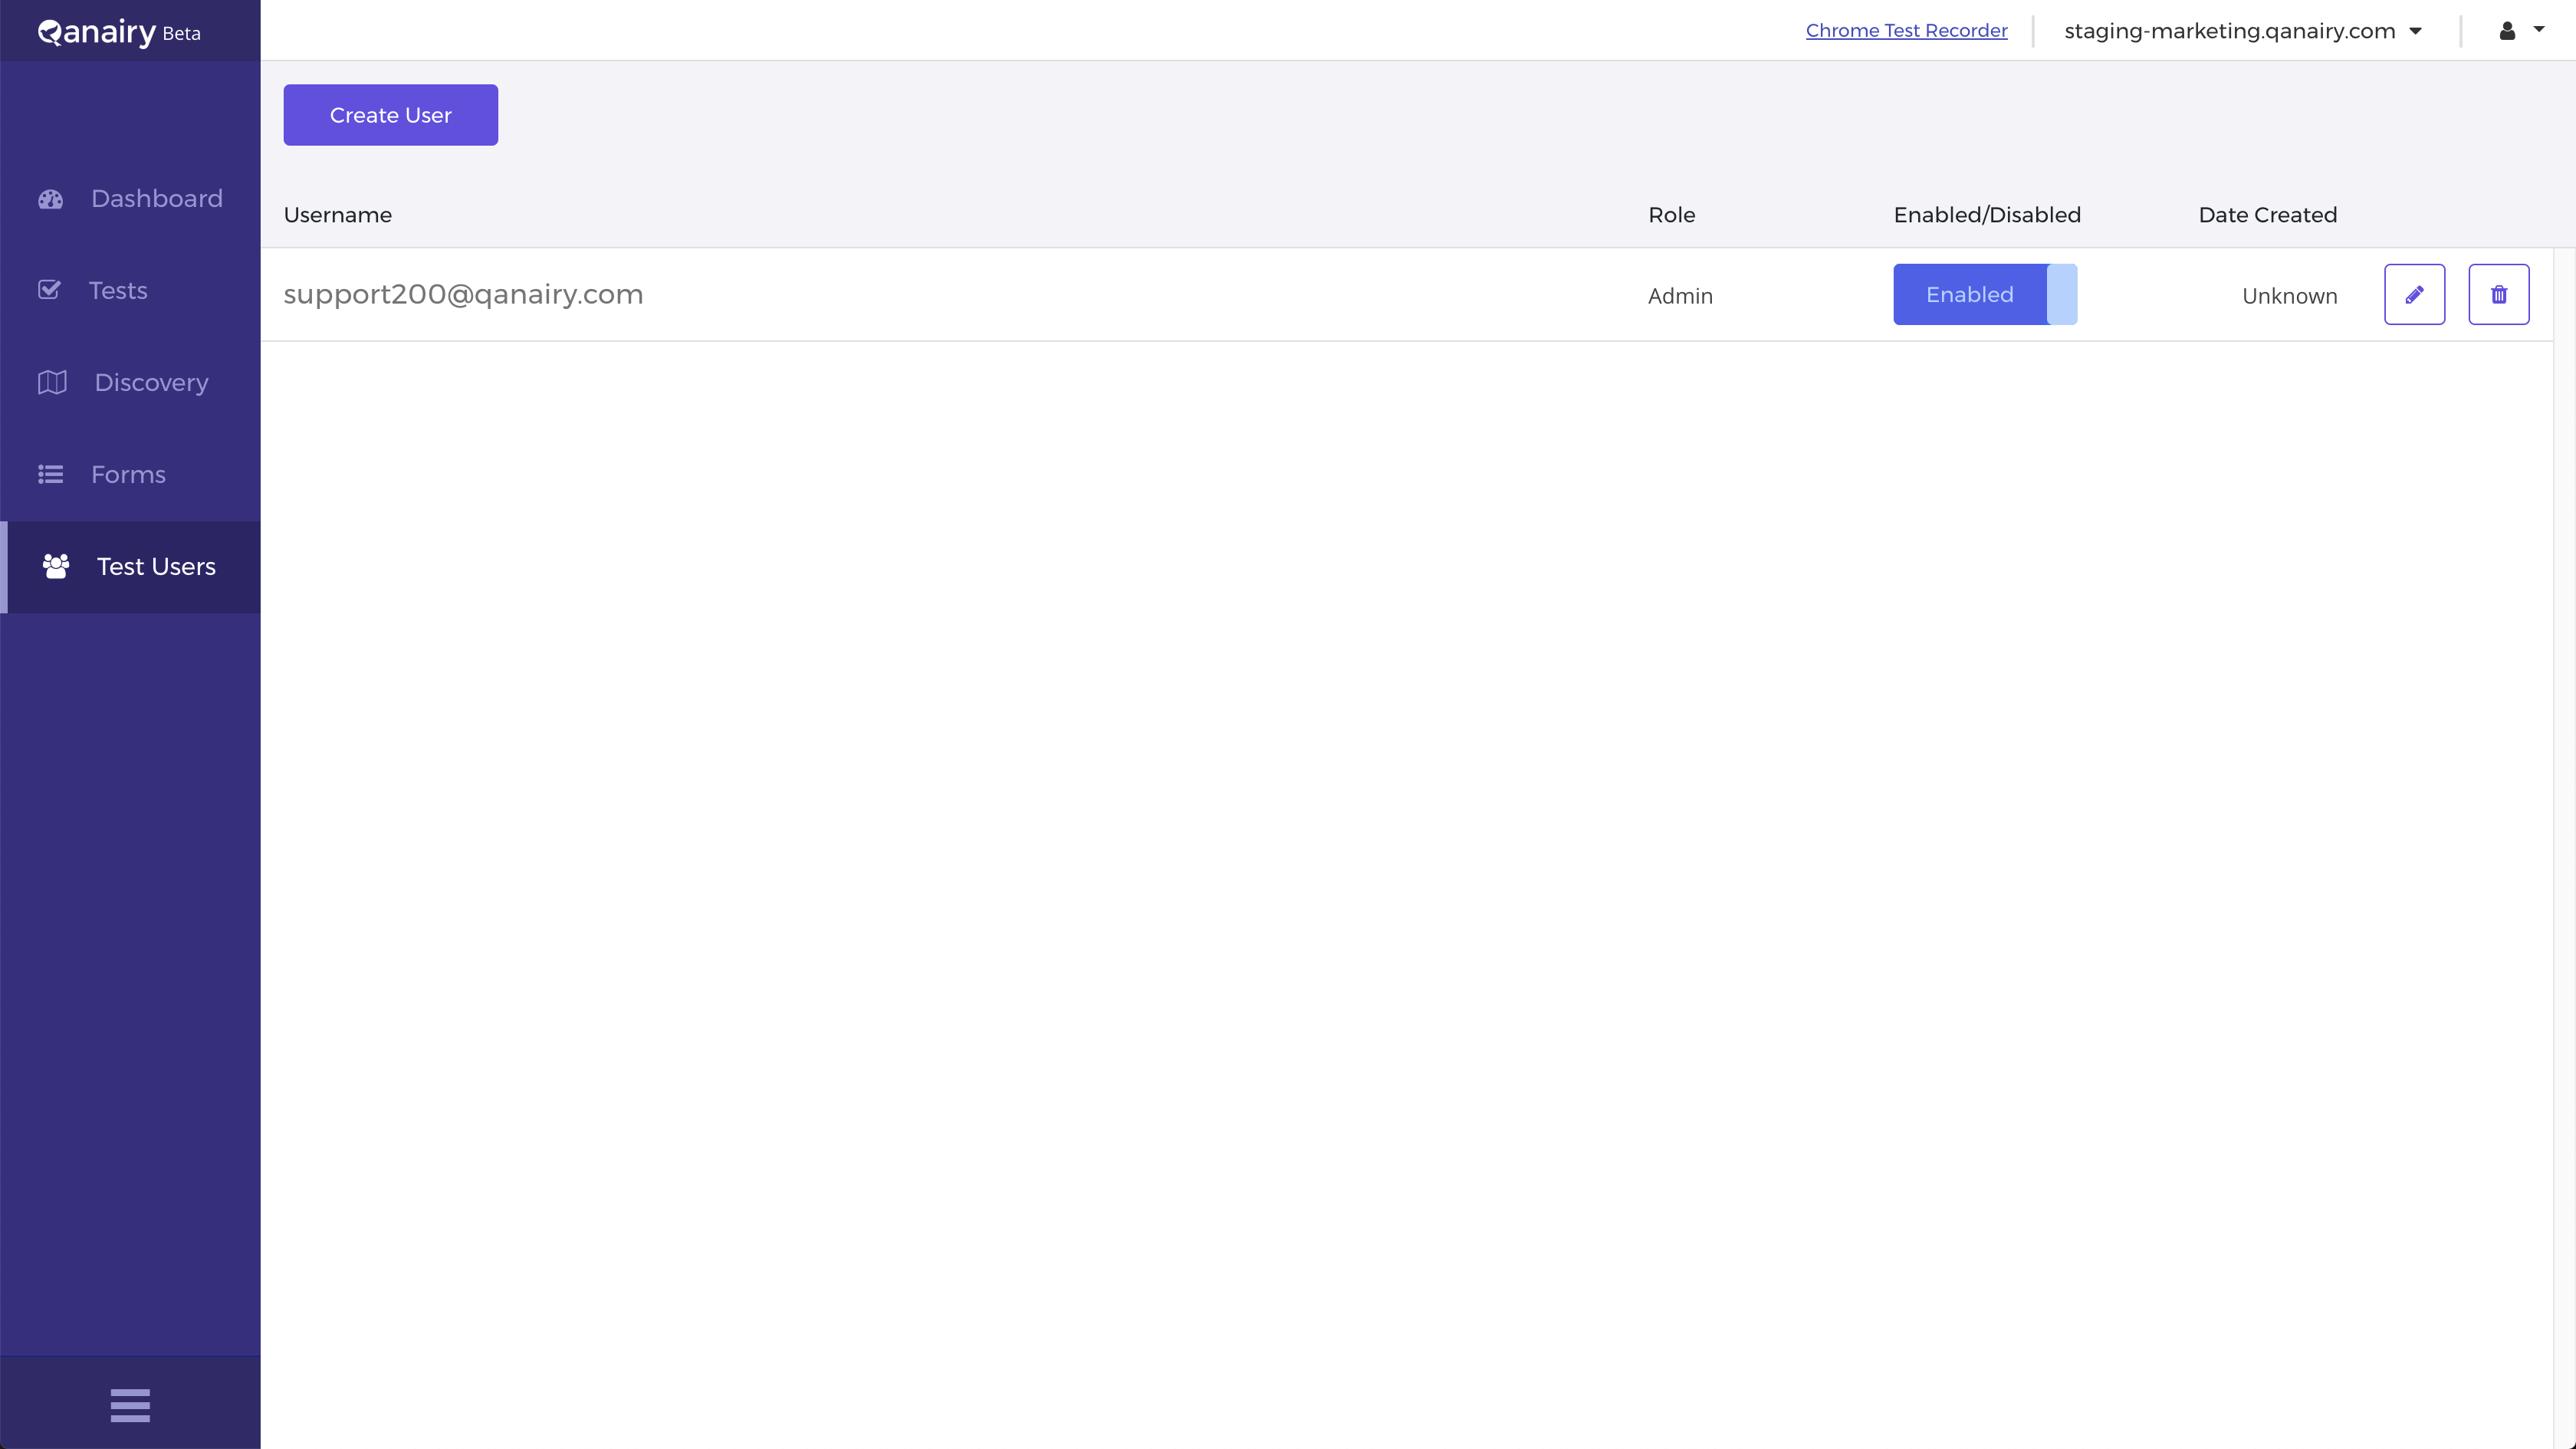 Qanairy Beta
Chrome Test Recorder
staging-marketing.qanairy.com
Create User
Dashboard
Tests
Discovery
Forms
Test Users
Username Role Enabled/Disabled Date Created
support200@qanairy.com Admin Enabled Unknown